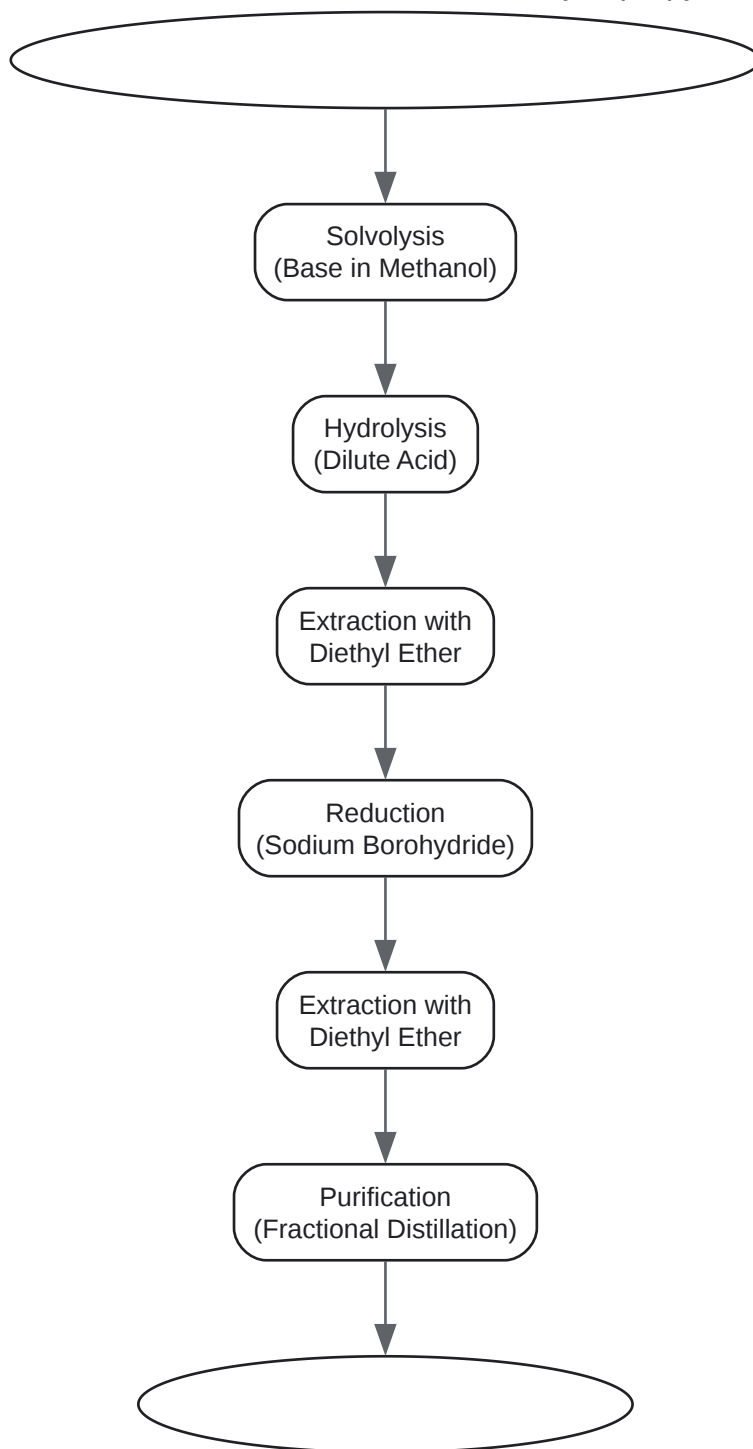 Solvolysis
(Base in Methanol)
Hydrolysis
(Dilute Acid)
Extraction with
Diethyl Ether
Reduction
(Sodium Borohydride)
Extraction with
Diethyl Ether
Purification
(Fractional Distillation)